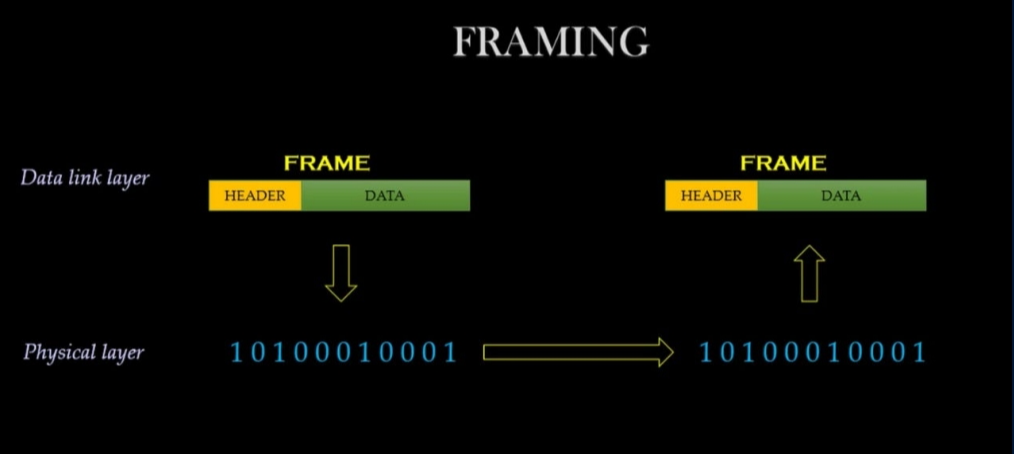 FRAMING
FRAME FRAME
Data link layer HEADER DATA HEADER DATA
Physical layer 10100010001 10100010001